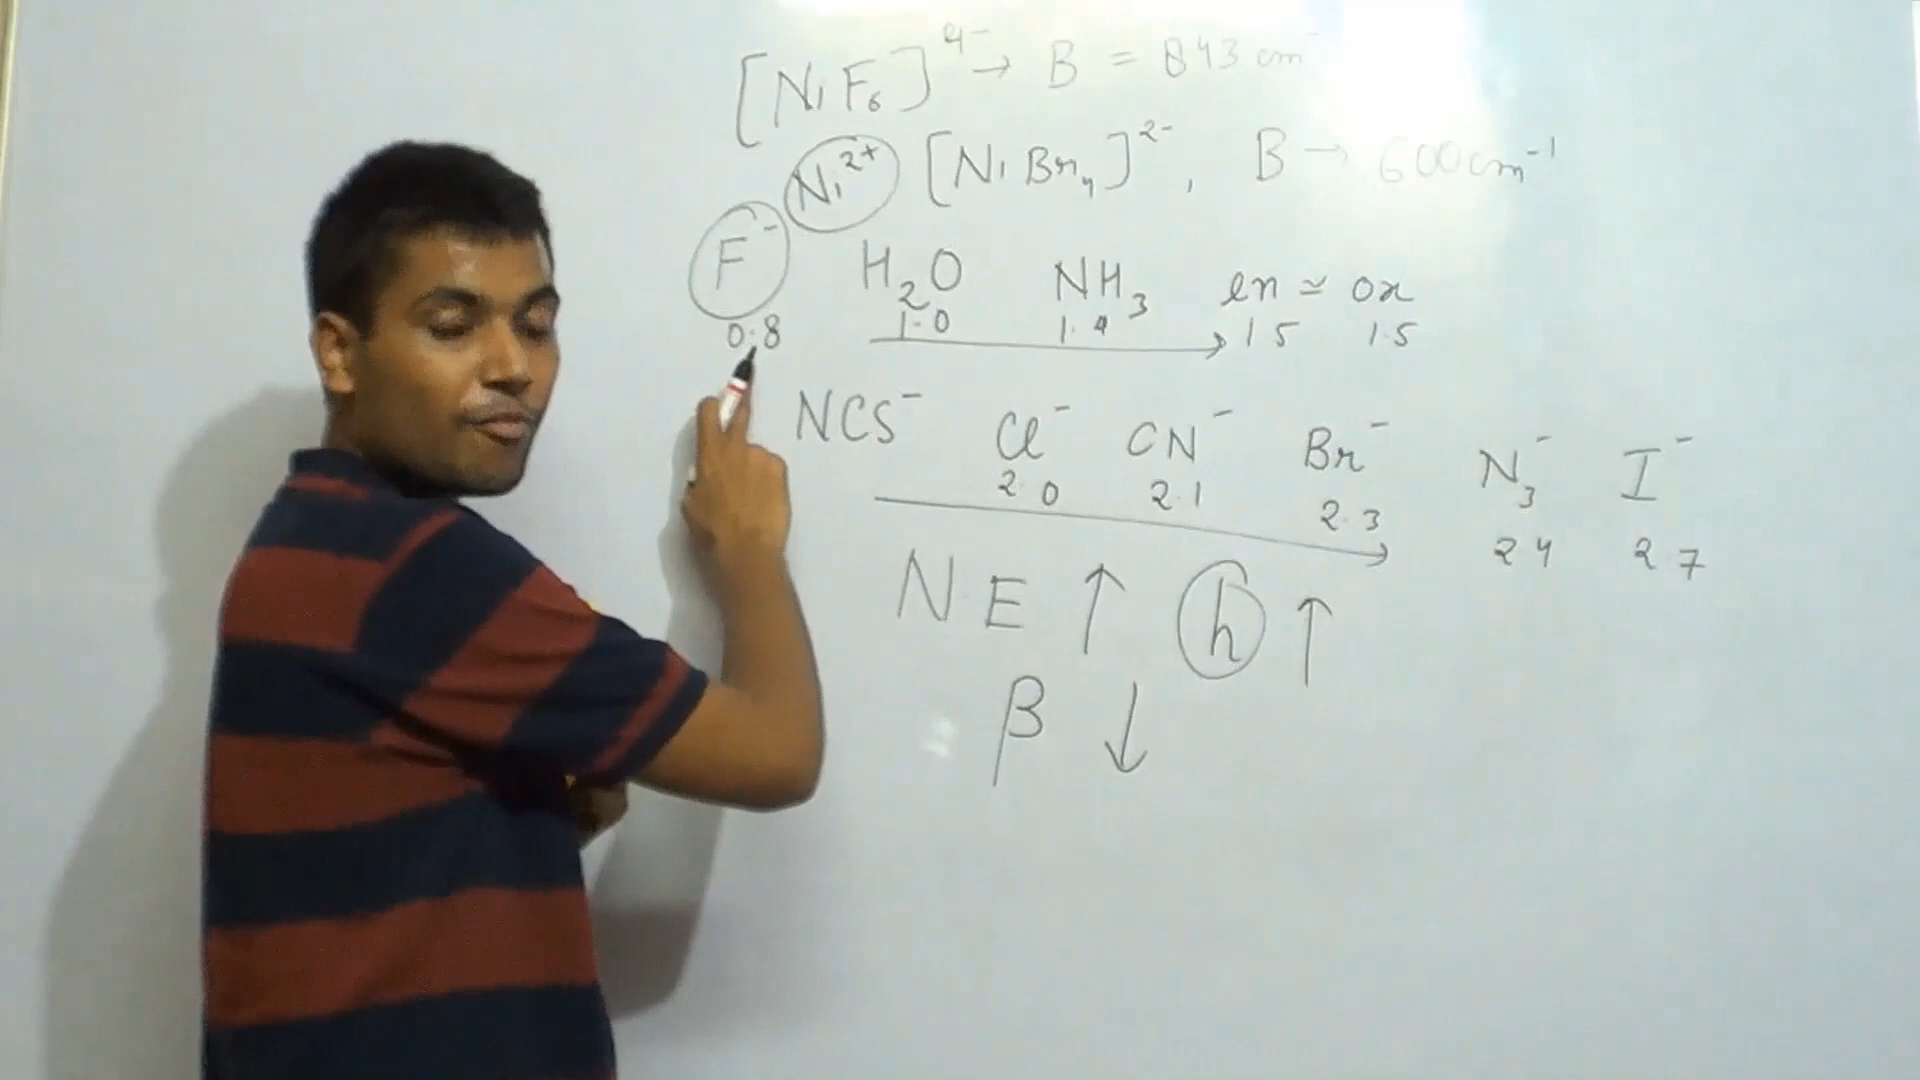 [NiF₆]⁴⁻ → B = 843 cm⁻
Ni²⁺ [NiBr₄]²⁻, B → 600 cm⁻¹
F⁻ H₂O NH₃ en ≃ ox
0.8 1.0 1.4 1.5 1.5
NCS⁻ Cl⁻ CN⁻ Br⁻ N₃⁻ I⁻
2.0 2.1 2.3 2.4 2.7
NE ↑ h ↑
β ↓